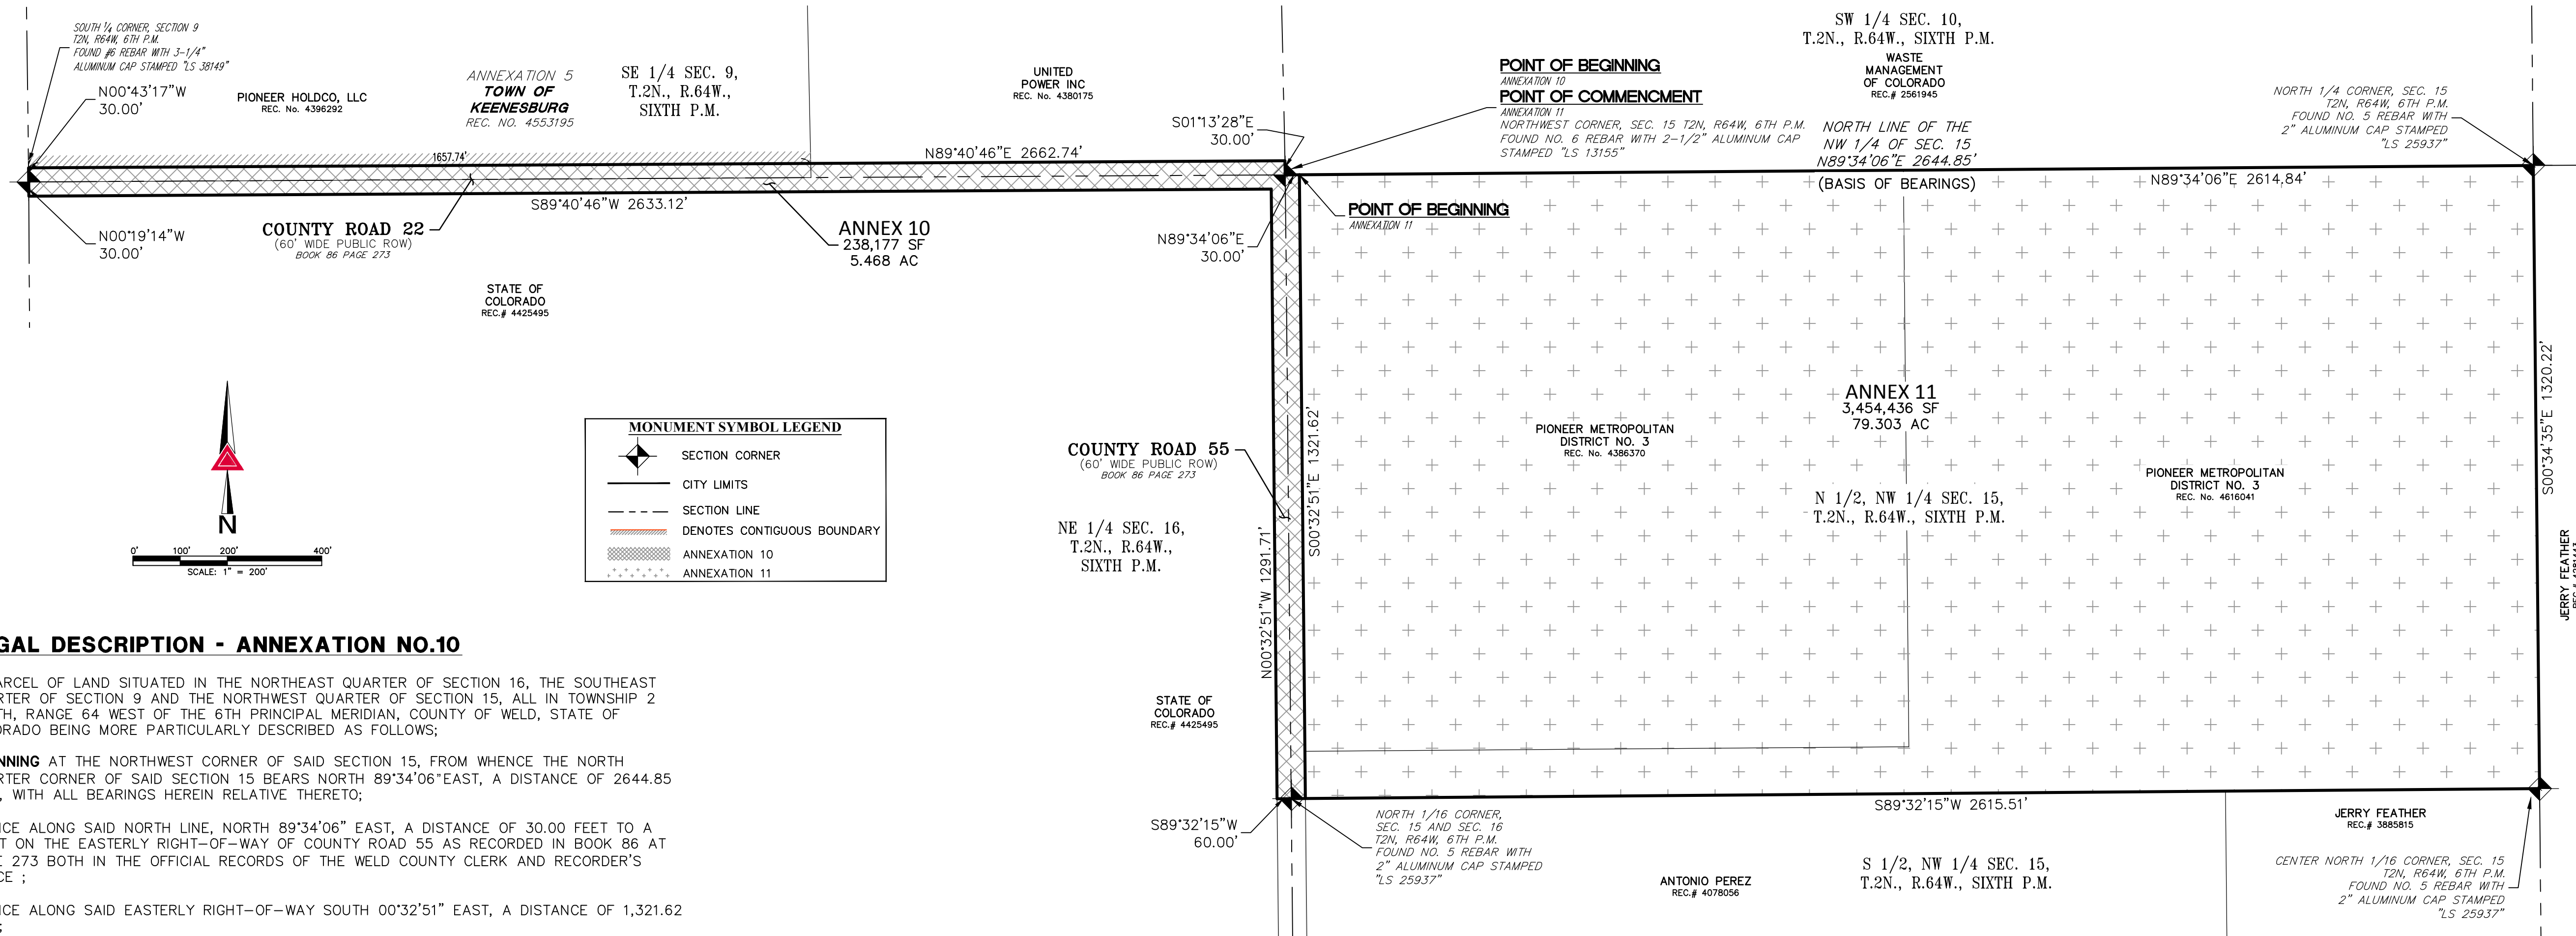 SOUTH ¼ CORNER, SECTION 9
T2N, R64W, 6TH P.M.
FOUND #6 REBAR WITH 3-1/4"
ALUMINUM CAP STAMPED "LS 38149"
N00°43'17"W
30.00'
PIONEER HOLDCO, LLC
REC. No. 4396292
ANNEXATION 5
TOWN OF
KEENESBURG
REC. NO. 4553195
SE 1/4 SEC. 9,
T.2N., R.64W.,
SIXTH P.M.
UNITED
POWER INC
REC. No. 4380175
S01°13'28"E
30.00'
POINT OF BEGINNING
ANNEXATION 10
POINT OF COMMENCMENT
ANNEXATION 11
NORTHWEST CORNER, SEC. 15 T2N, R64W, 6TH P.M.
FOUND NO. 6 REBAR WITH 2-1/2" ALUMINUM CAP
STAMPED "LS 13155"
SW 1/4 SEC. 10,
T.2N., R.64W., SIXTH P.M.
WASTE
MANAGEMENT
OF COLORADO
REC.# 2561945
NORTH LINE OF THE
NW 1/4 OF SEC. 15
N89°34'06"E 2644.85'
(BASIS OF BEARINGS)
NORTH 1/4 CORNER, SEC. 15
T2N, R64W, 6TH P.M.
FOUND NO. 5 REBAR WITH
2" ALUMINUM CAP STAMPED
"LS 25937"
1657.74'
N89°40'46"E 2662.74'
S89°40'46"W 2633.12'
N89°34'06"E 2614.84'
N00°19'14"W
30.00'
COUNTY ROAD 22
(60' WIDE PUBLIC ROW)
BOOK 86 PAGE 273
ANNEX 10
238,177 SF
5.468 AC
N89°34'06"E
30.00'
POINT OF BEGINNING
ANNEXATION 11
STATE OF
COLORADO
REC.# 4425495
N
0' 100' 200' 400'
SCALE: 1" = 200'
MONUMENT SYMBOL LEGEND
SECTION CORNER
CITY LIMITS
SECTION LINE
DENOTES CONTIGUOUS BOUNDARY
ANNEXATION 10
ANNEXATION 11
COUNTY ROAD 55
(60' WIDE PUBLIC ROW)
BOOK 86 PAGE 273
NE 1/4 SEC. 16,
T.2N., R.64W.,
SIXTH P.M.
N00°32'51"W 1291.71'
S00°32'51"E 1321.62'
PIONEER METROPOLITAN
DISTRICT NO. 3
REC. No. 4386370
ANNEX 11
3,454,436 SF
79.303 AC
N 1/2, NW 1/4 SEC. 15,
T.2N., R.64W., SIXTH P.M.
PIONEER METROPOLITAN
DISTRICT NO. 3
REC. No. 4616041
S00°34'35"E 1320.22'
JERRY FEATHER
STATE OF
COLORADO
REC.# 4425495
S89°32'15"W
60.00'
S89°32'15"W 2615.51'
NORTH 1/16 CORNER,
SEC. 15 AND SEC. 16
T2N, R64W, 6TH P.M.
FOUND NO. 5 REBAR WITH
2" ALUMINUM CAP STAMPED
"LS 25937"
ANTONIO PEREZ
REC.# 4078056
S 1/2, NW 1/4 SEC. 15,
T.2N., R.64W., SIXTH P.M.
JERRY FEATHER
REC.# 3885815
CENTER NORTH 1/16 CORNER, SEC. 15
T2N, R64W, 6TH P.M.
FOUND NO. 5 REBAR WITH
2" ALUMINUM CAP STAMPED
"LS 25937"
GAL DESCRIPTION - ANNEXATION NO.10
ARCEL OF LAND SITUATED IN THE NORTHEAST QUARTER OF SECTION 16, THE SOUTHEAST
RTER OF SECTION 9 AND THE NORTHWEST QUARTER OF SECTION 15, ALL IN TOWNSHIP 2
TH, RANGE 64 WEST OF THE 6TH PRINCIPAL MERIDIAN, COUNTY OF WELD, STATE OF
ORADO BEING MORE PARTICULARLY DESCRIBED AS FOLLOWS;
NNING AT THE NORTHWEST CORNER OF SAID SECTION 15, FROM WHENCE THE NORTH
RTER CORNER OF SAID SECTION 15 BEARS NORTH 89°34'06"EAST, A DISTANCE OF 2644.85
, WITH ALL BEARINGS HEREIN RELATIVE THERETO;
NCE ALONG SAID NORTH LINE, NORTH 89°34'06" EAST, A DISTANCE OF 30.00 FEET TO A
T ON THE EASTERLY RIGHT-OF-WAY OF COUNTY ROAD 55 AS RECORDED IN BOOK 86 AT
E 273 BOTH IN THE OFFICIAL RECORDS OF THE WELD COUNTY CLERK AND RECORDER'S
CE ;
NCE ALONG SAID EASTERLY RIGHT-OF-WAY SOUTH 00°32'51" EAST, A DISTANCE OF 1,321.62
;